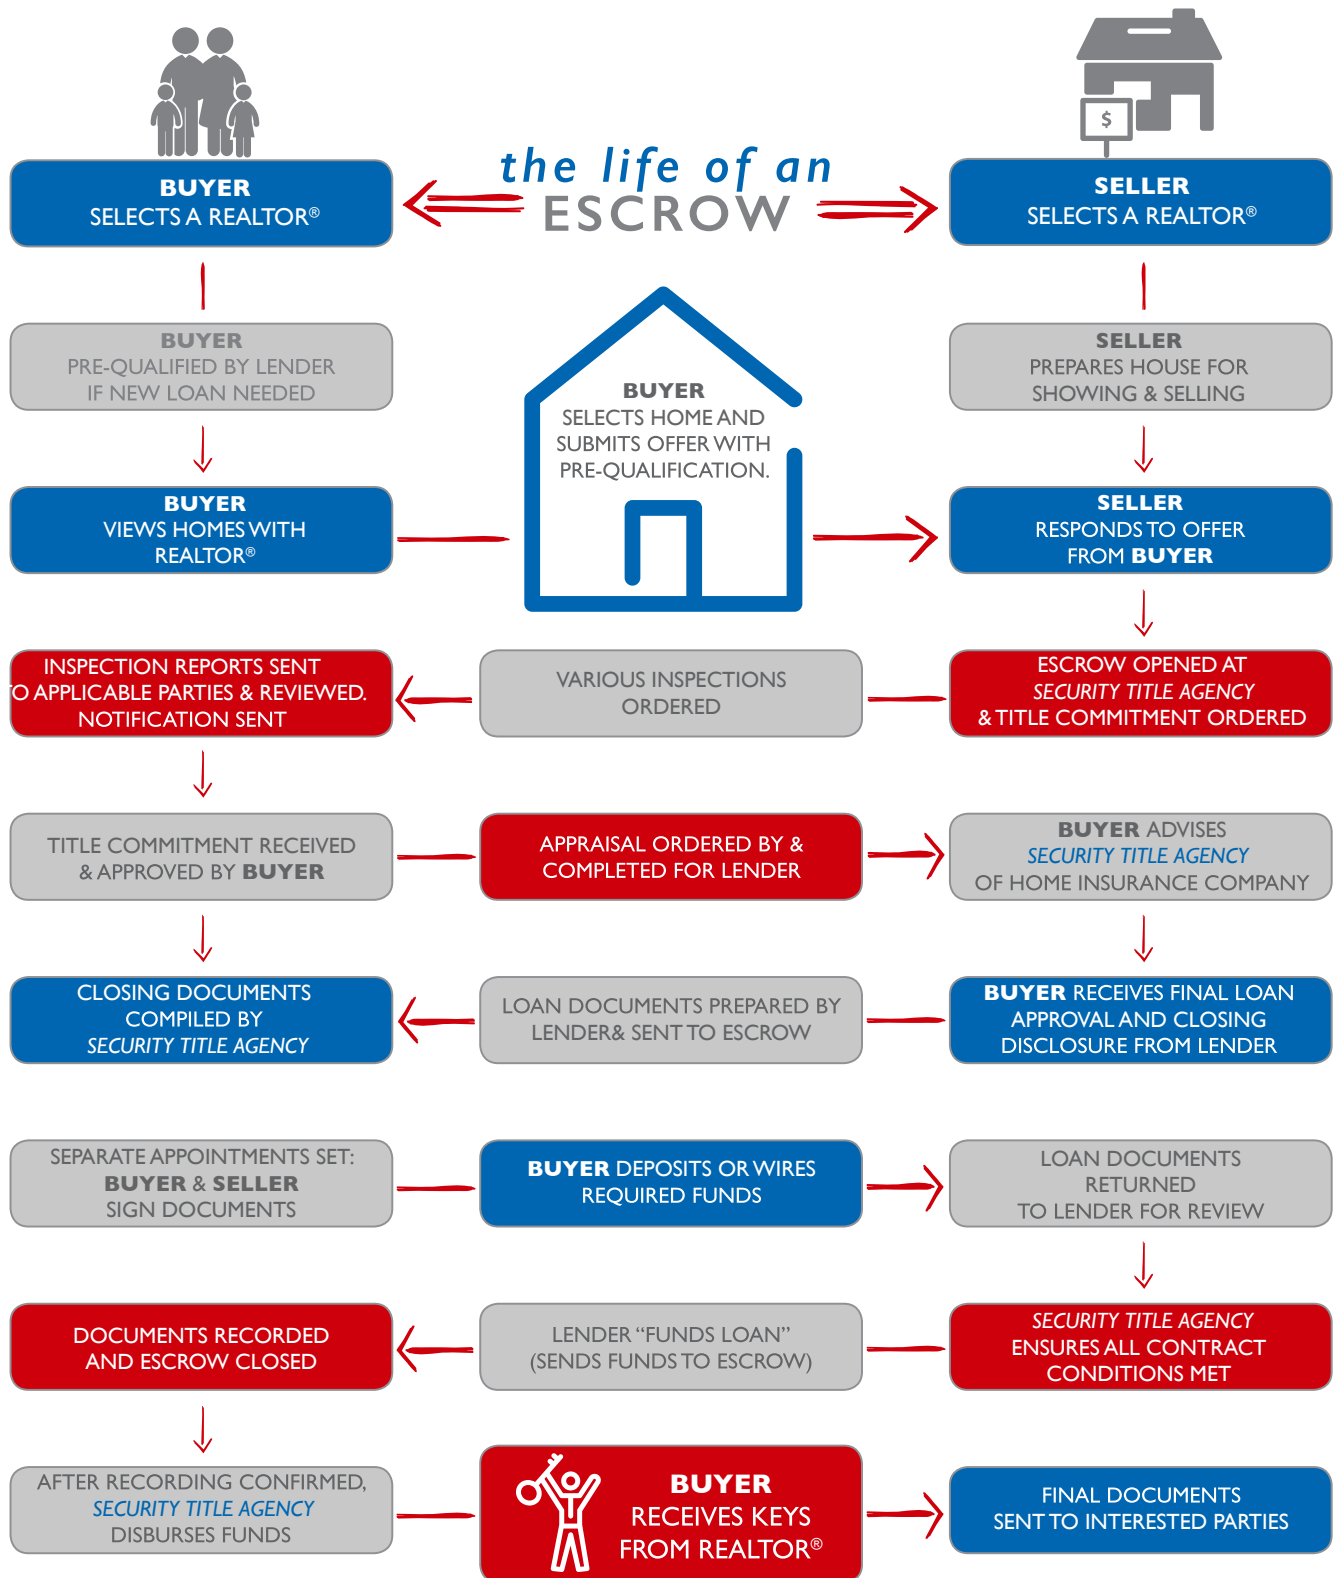 the life of an
ESCROW
BUYER
SELECTS A REALTOR®
SELLER
SELECTS A REALTOR®
BUYER
PRE-QUALIFIED BY LENDER
IF NEW LOAN NEEDED
BUYER
SELECTS HOME AND
SUBMITS OFFER WITH
PRE-QUALIFICATION.
$
SELLER
PREPARES HOUSE FOR
SHOWING & SELLING
BUYER
VIEWS HOMES WITH
REALTOR®
SELLER
RESPONDS TO OFFER
FROM BUYER
INSPECTION REPORTS SENT
TO APPLICABLE PARTIES & REVIEWED.
NOTIFICATION SENT
VARIOUS INSPECTIONS
ORDERED
ESCROW OPENED AT
SECURITY TITLE AGENCY
& TITLE COMMITMENT ORDERED
TITLE COMMITMENT RECEIVED
& APPROVED BY BUYER
APPRAISAL ORDERED BY &
COMPLETED FOR LENDER
BUYER ADVISES
SECURITY TITLE AGENCY
OF HOME INSURANCE COMPANY
CLOSING DOCUMENTS
COMPILED BY
SECURITY TITLE AGENCY
LOAN DOCUMENTS PREPARED BY
LENDER& SENT TO ESCROW
BUYER RECEIVES FINAL LOAN
APPROVAL AND CLOSING
DISCLOSURE FROM LENDER
SEPARATE APPOINTMENTS SET:
BUYER & SELLER
SIGN DOCUMENTS
BUYER DEPOSITS OR WIRES
REQUIRED FUNDS
LOAN DOCUMENTS
RETURNED
TO LENDER FOR REVIEW
DOCUMENTS RECORDED
AND ESCROW CLOSED
LENDER “FUNDS LOAN”
(SENDS FUNDS TO ESCROW)
SECURITY TITLE AGENCY
ENSURES ALL CONTRACT
CONDITIONS MET
AFTER RECORDING CONFIRMED,
SECURITY TITLE AGENCY
DISBURSES FUNDS
BUYER
RECEIVES KEYS
FROM REALTOR®
FINAL DOCUMENTS
SENT TO INTERESTED PARTIES